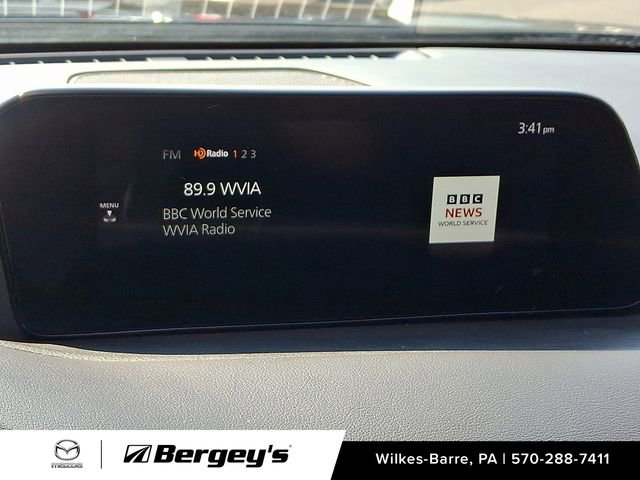 3:41 pm
FM HD Radio 1 2 3
89.9 WVIA
MENU
BBC World Service
WVIA Radio
BBC
NEWS
WORLD SERVICE
mazda Bergey's
Wilkes-Barre, PA | 570-288-7411